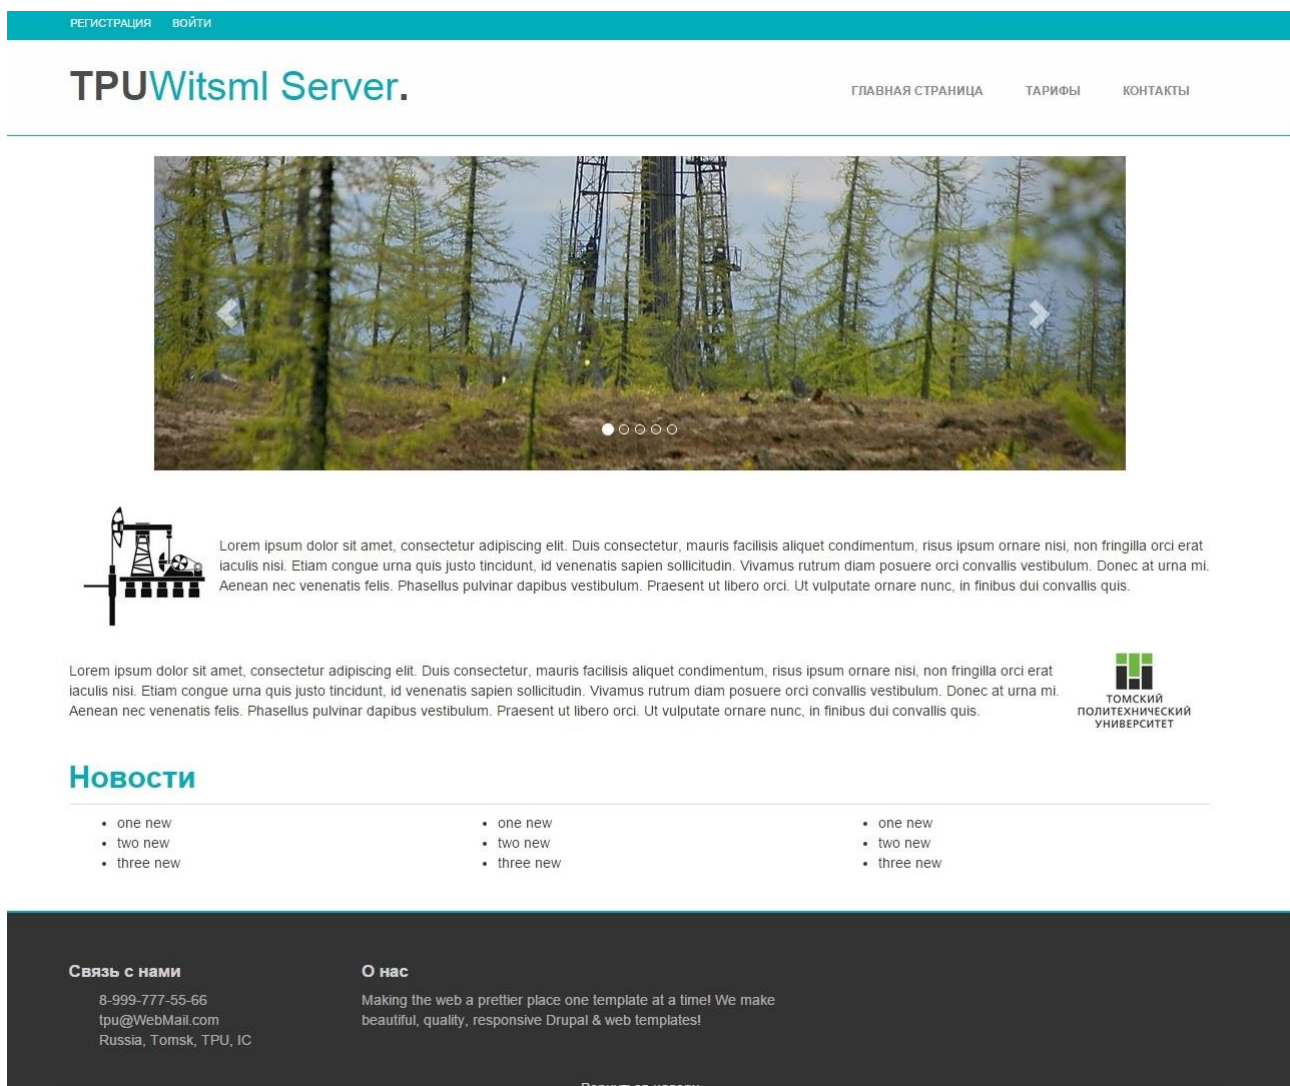 РЕГИСТРАЦИЯ ВОЙТИ
TPUWitsml Server.
ГЛАВНАЯ СТРАНИЦА ТАРИФЫ КОНТАКТЫ
Lorem ipsum dolor sit amet, consectetur adipiscing elit. Duis consectetur, mauris facilisis aliquet condimentum, risus ipsum ornare nisi, non fringilla orci erat
iaculis nisi. Etiam congue urna quis justo tincidunt, id venenatis sapien sollicitudin. Vivamus rutrum diam posuere orci convallis vestibulum. Donec at urna mi.
Aenean nec venenatis felis. Phasellus pulvinar dapibus vestibulum. Praesent ut libero orci. Ut vulputate ornare nunc, in finibus dui convallis quis.
Lorem ipsum dolor sit amet, consectetur adipiscing elit. Duis consectetur, mauris facilisis aliquet condimentum, risus ipsum ornare nisi, non fringilla orci erat
iaculis nisi. Etiam congue urna quis justo tincidunt, id venenatis sapien sollicitudin. Vivamus rutrum diam posuere orci convallis vestibulum. Donec at urna mi.
Aenean nec venenatis felis. Phasellus pulvinar dapibus vestibulum. Praesent ut libero orci. Ut vulputate ornare nunc, in finibus dui convallis quis.
ТОМСКИЙ
ПОЛИТЕХНИЧЕСКИЙ
УНИВЕРСИТЕТ
Новости
one new
two new
three new
one new
two new
three new
one new
two new
three new
Связь с нами
8-999-777-55-66
tpu@WebMail.com
Russia, Tomsk, TPU, IC
О нас
Making the web a prettier place one template at a time! We make
beautiful, quality, responsive Drupal & web templates!